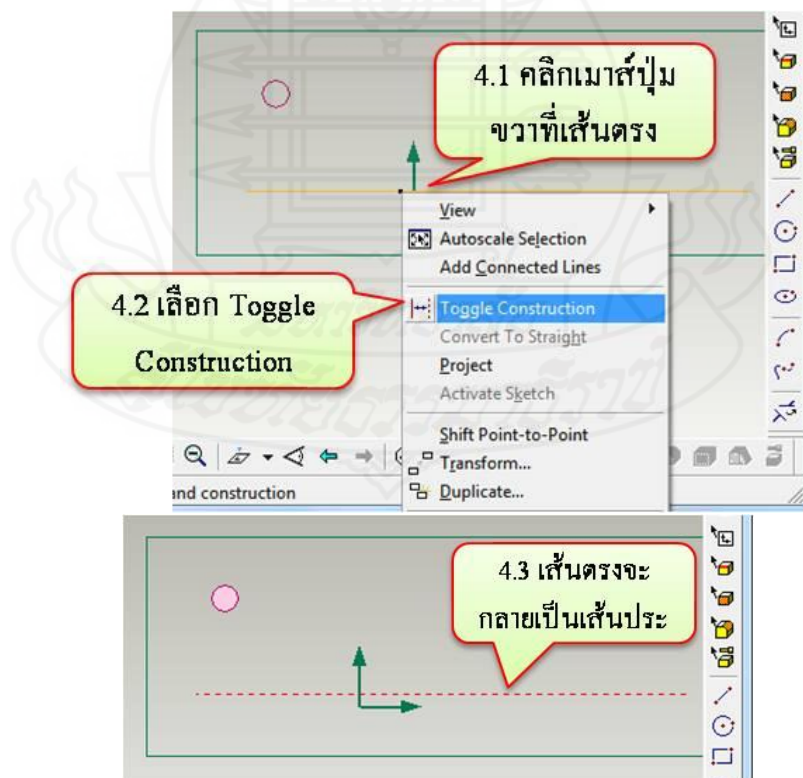 4.1 คลิกเมาส์ปุ่ม
ขวาที่เส้นตรง
View
Autoscale Selection
Add Connected Lines
4.2 เลือก Toggle
Construction
Toggle Construction
Convert To Straight
Project
Activate Sketch
Shift Point-to-Point
Transform...
Duplicate...
and construction
4.3 เส้นตรงจะ
กลายเป็นเส้นประ